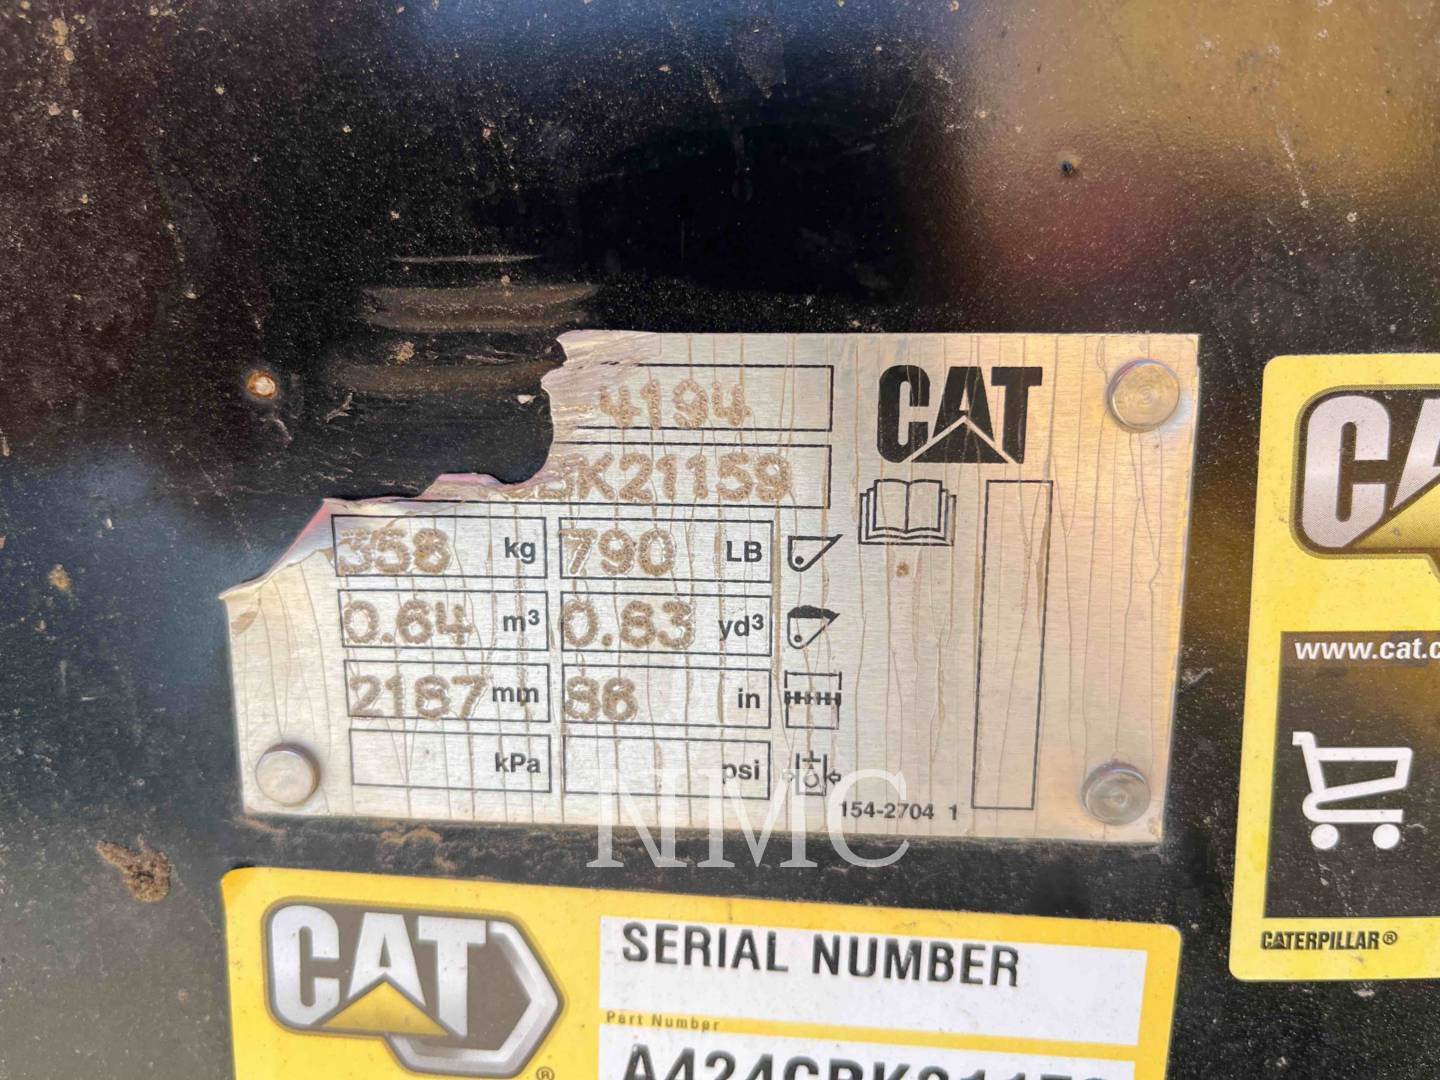 4194
CAT
BK21159
358 kg 790 LB
0.64 m³ 0.83 yd³
2187 mm 86 in
kPa psi
154-2704 1
NMC
CAT
www.cat.c
CATERPILLAR®
CAT ®
SERIAL NUMBER
Part Number